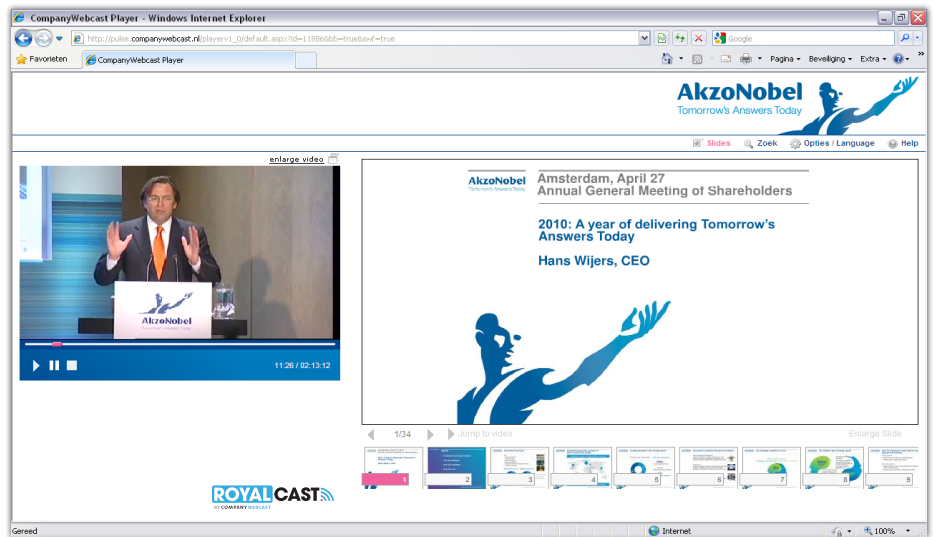 CompanyWebcast Player - Windows Internet Explorer
http://pulse.companywebcast.nl/playerv1_0/default.aspx?id=11886&bb=true&swf=true
Google
Favorieten
CompanyWebcast Player
Pagina
Beveiliging
Extra
AkzoNobel
Tomorrow's Answers Today
Slides
Zoek
Opties / Language
Help
enlarge video
AkzoNobel
Tomorrow's Answers Today
11:26 / 02:13:12
AkzoNobel
Tomorrow's Answers Today
Amsterdam, April 27
Annual General Meeting of Shareholders
2010: A year of delivering Tomorrow's
Answers Today
Hans Wijers, CEO
1/34
Jump to video
Enlarge Slide
1
2
3
4
5
6
7
8
9
ROYALCAST
BY COMPANYWEBCAST
Gereed
Internet
100%